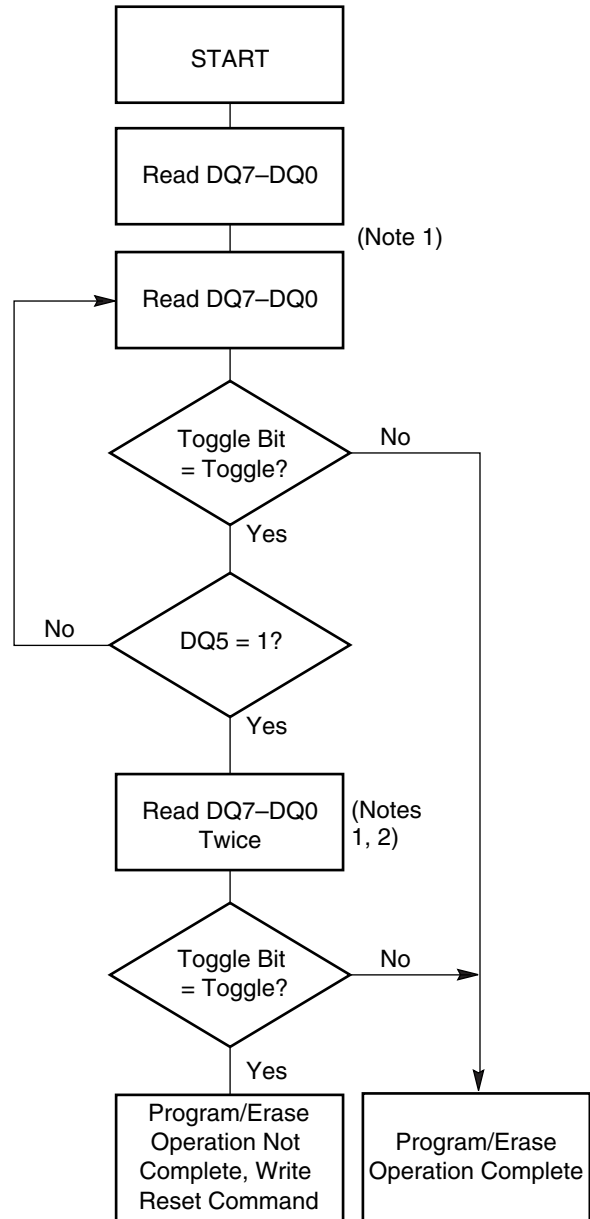 START
Read DQ7–DQ0
(Note 1)
Read DQ7–DQ0
Toggle Bit
= Toggle?
No
Yes
No
DQ5 = 1?
Yes
Read DQ7–DQ0
Twice
(Notes
1, 2)
Toggle Bit
= Toggle?
No
Yes
Program/Erase
Operation Not
Complete, Write
Reset Command
Program/Erase
Operation Complete